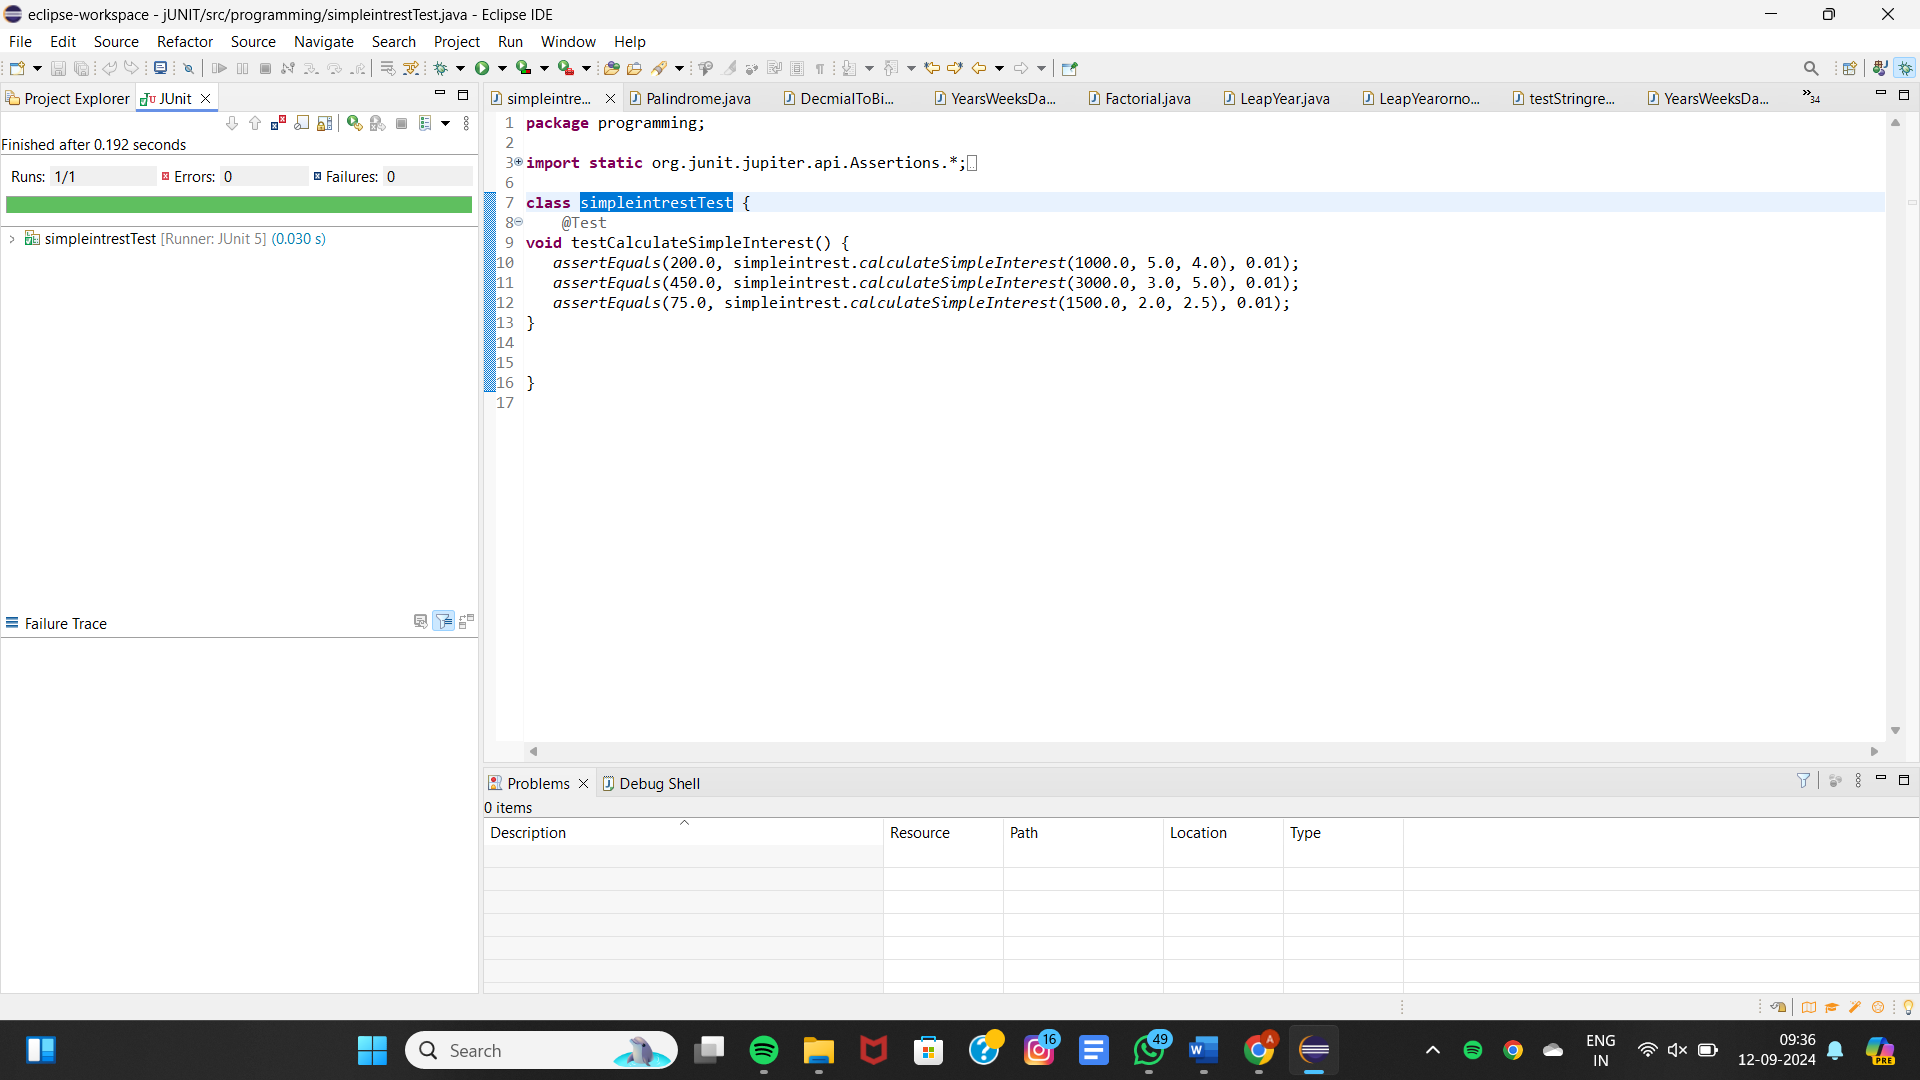 eclipse-workspace - jUNIT/src/programming/simpleintrestTest.java - Eclipse IDE
File Edit Source Refactor Source Navigate Search Project Run Window Help
Project Explorer JUnit
simpleintre... Palindrome.java DecmialToBi... YearsWeeksDa... Factorial.java LeapYear.java LeapYearorno... testStringre... YearsWeeksDa... »34
Finished after 0.192 seconds
Runs: 1/1 Errors: 0 Failures: 0
simpleintrestTest [Runner: JUnit 5] (0.030 s)
Failure Trace
1 package programming;
2
3 import static org.junit.jupiter.api.Assertions.*;
6
7 class simpleintrestTest {
8 @Test
9 void testCalculateSimpleInterest() {
10 assertEquals(200.0, simpleintrest.calculateSimpleInterest(1000.0, 5.0, 4.0), 0.01);
11 assertEquals(450.0, simpleintrest.calculateSimpleInterest(3000.0, 3.0, 5.0), 0.01);
12 assertEquals(75.0, simpleintrest.calculateSimpleInterest(1500.0, 2.0, 2.5), 0.01);
13 }
14
15
16 }
17
Problems Debug Shell
0 items
Description Resource Path Location Type
Search
16
49
A
ENG
IN
09:36
12-09-2024
PRE